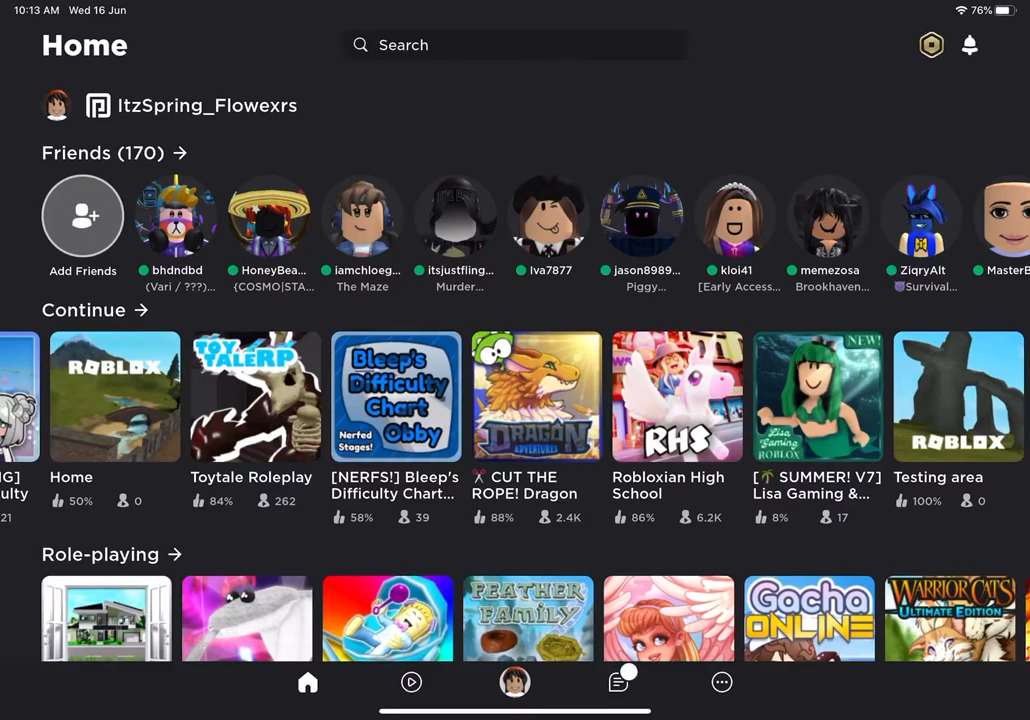 10:13 AM Wed 16 Jun
76%
Home
Search
ItzSpring_Flowexrs
Friends (170) →
Add Friends
bhdndbd
(Vari / ???)...
HoneyBea...
{COSMO|STA...
iamchloeg...
The Maze
itsjustfling...
Murder...
Iva7877
jason8989...
Piggy...
kloi41
[Early Access...
memezosa
Brookhaven...
ZiqryAlt
😈Survival...
MasterB
Continue →
G]
ulty
21
ROBLOX
Home
50% 0
TOY
TALERP
Toytale Roleplay
84% 262
Bleep's
Difficulty
Chart
Obby
Nerfed
Stages!
[NERFS!] Bleep's
Difficulty Chart...
58% 39
DRAGON
ADVENTURES
✂️ CUT THE
ROPE! Dragon
88% 2.4K
RHS
Robloxian High
School
86% 6.2K
NEW!
Lisa
Gaming
ROBLOX
[🌴 SUMMER! V7]
Lisa Gaming &...
8% 17
ROBLOX
Testing area
100% 0
Role-playing →
FEATHER
FAMILY
Gacha
ONLINE
WARRIOR CATS
ULTIMATE EDITION